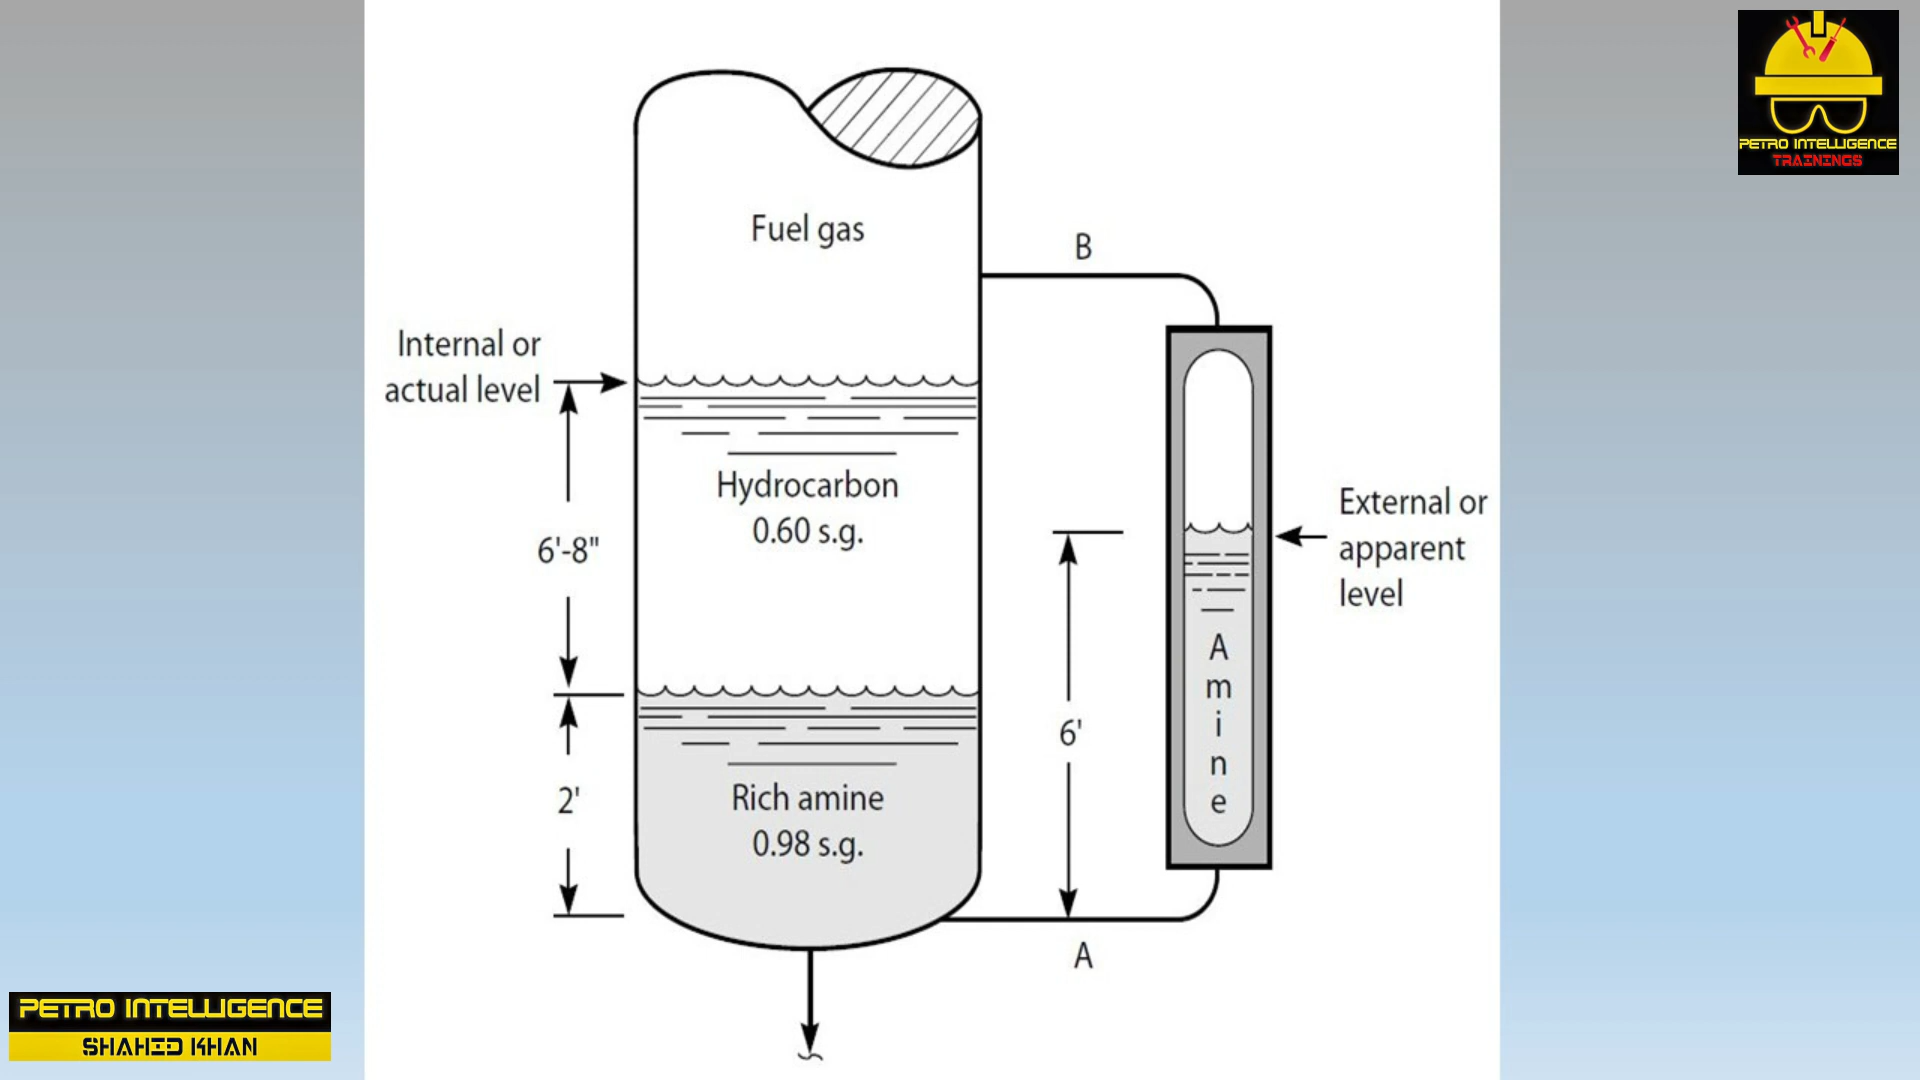 PETRO INTELLIGENCE
TRAININGS
Fuel gas
B
Internal or
actual level
Hydrocarbon
0.60 s.g.
6'-8"
External or
apparent
level
A
m
i
n
e
6'
2'
Rich amine
0.98 s.g.
A
PETRO INTELLIGENCE
SHAHID KHAN